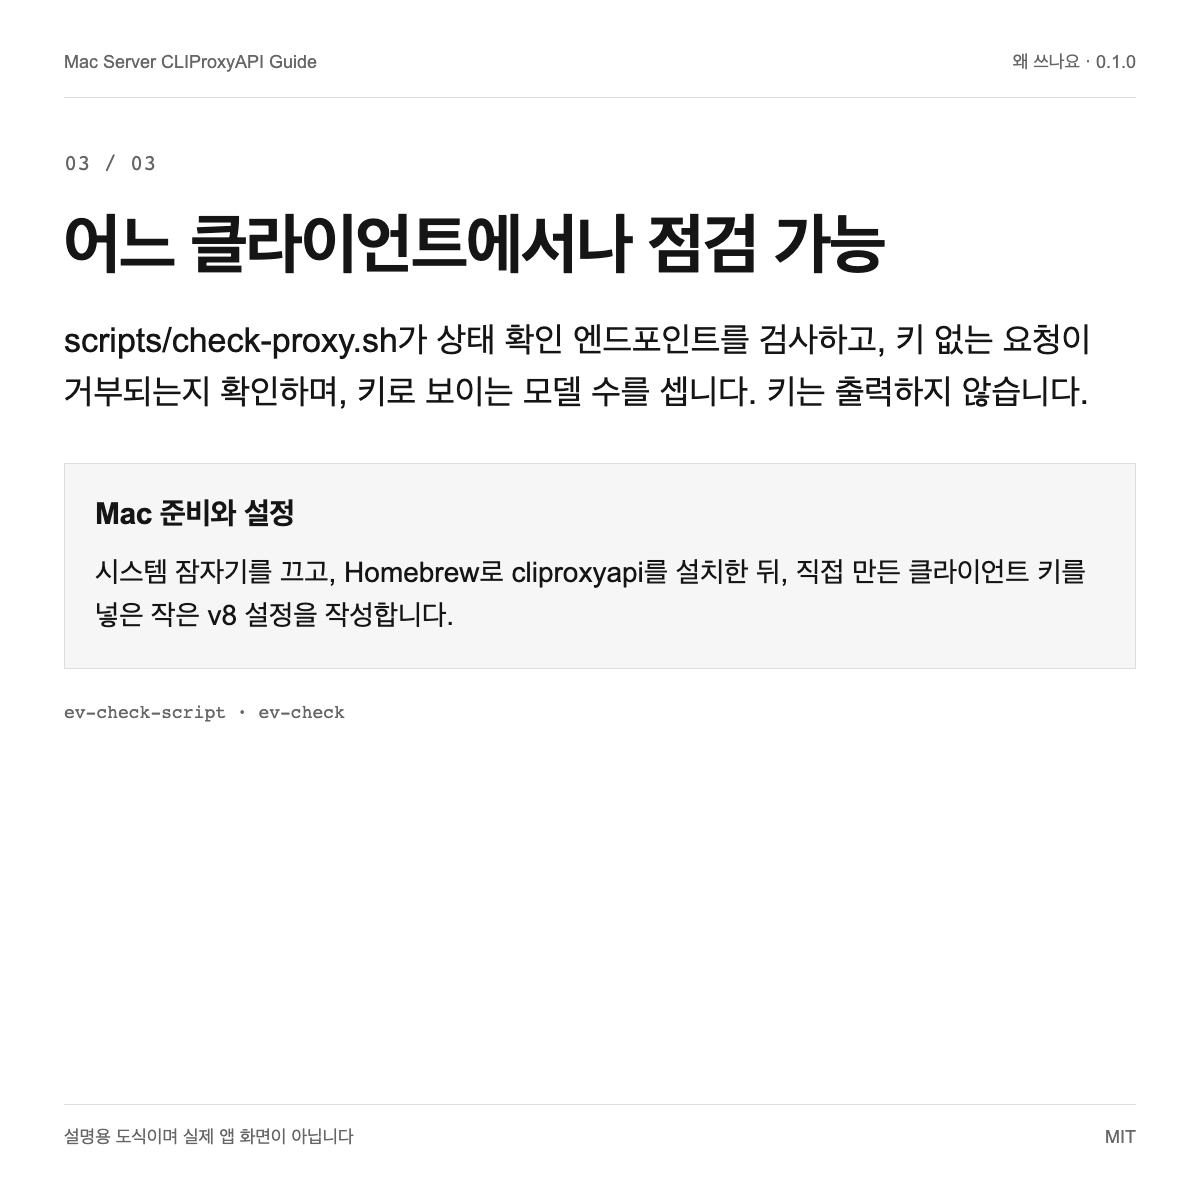 Mac Server CLIProxyAPI Guide
왜 쓰나요 · 0.1.0
03 / 03
어느 클라이언트에서나 점검 가능
scripts/check-proxy.sh가 상태 확인 엔드포인트를 검사하고, 키 없는 요청이
거부되는지 확인하며, 키로 보이는 모델 수를 셉니다. 키는 출력하지 않습니다.
Mac 준비와 설정
시스템 잠자기를 끄고, Homebrew로 cliproxyapi를 설치한 뒤, 직접 만든 클라이언트 키를
넣은 작은 v8 설정을 작성합니다.
ev-check-script · ev-check
설명용 도식이며 실제 앱 화면이 아닙니다
MIT